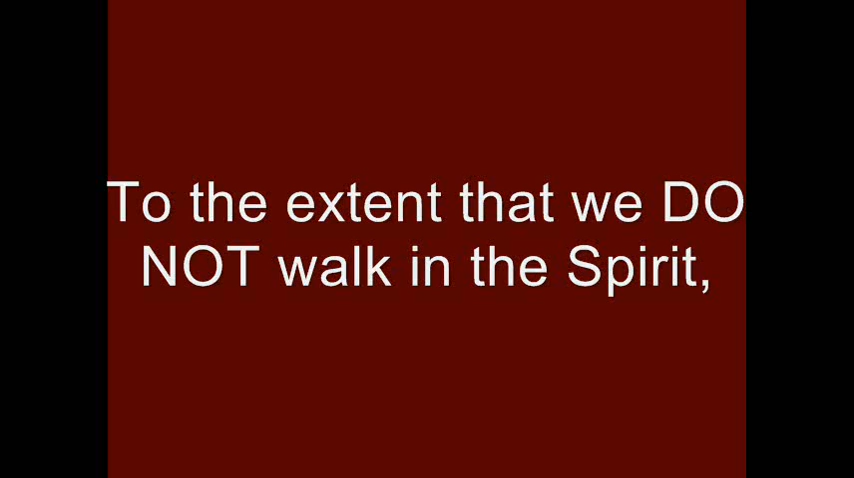 To the extent that we DO
NOT walk in the Spirit,